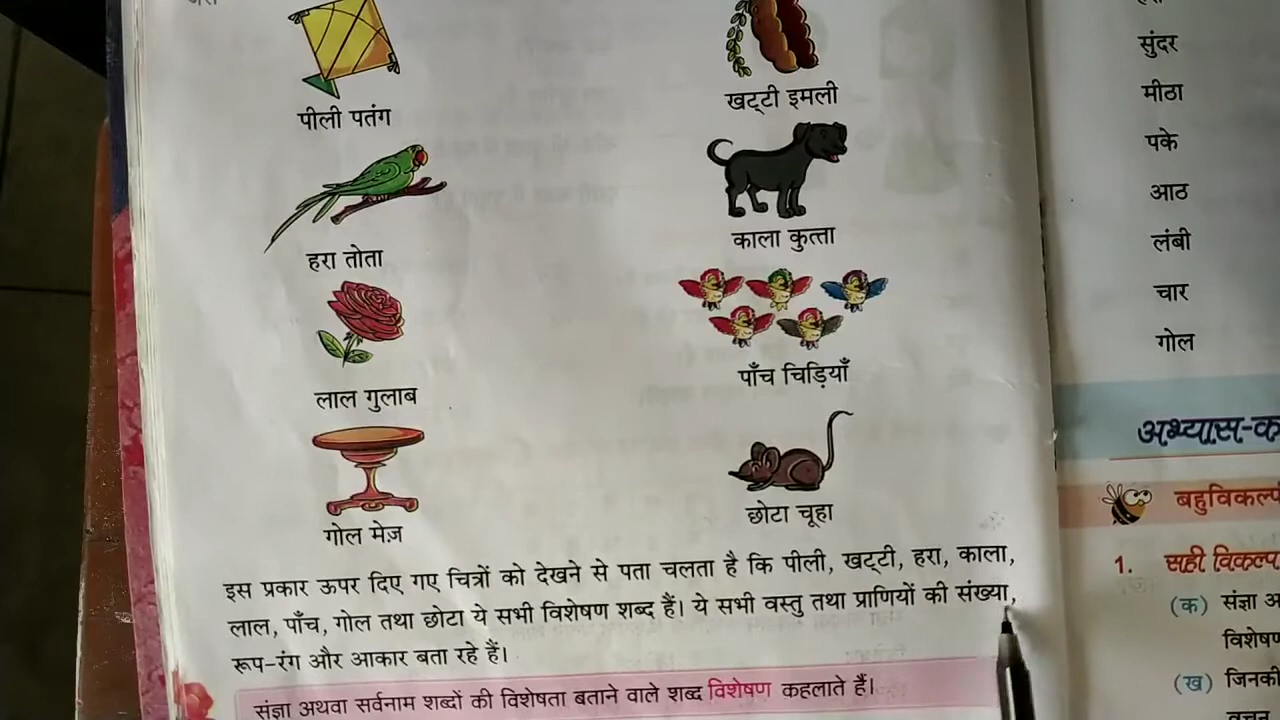 पीली पतंग
खट्टी इमली
हरा तोता
काला कुत्ता
लाल गुलाब
पाँच चिड़ियाँ
गोल मेज़
छोटा चूहा
इस प्रकार ऊपर दिए गए चित्रों को देखने से पता चलता है कि पीली, खट्टी, हरा, काला,
लाल, पाँच, गोल तथा छोटा ये सभी विशेषण शब्द हैं। ये सभी वस्तु तथा प्राणियों की संख्या,
रूप-रंग और आकार बता रहे हैं।
संज्ञा अथवा सर्वनाम शब्दों की विशेषता बताने वाले शब्द विशेषण कहलाते हैं।
सुंदर
मीठा
पके
आठ
लंबी
चार
गोल
अभ्यास-क
बहुविकल्प
1. सही विकल्प
(क) संज्ञा अ
विशेषण
(ख) जिनकी
वचन